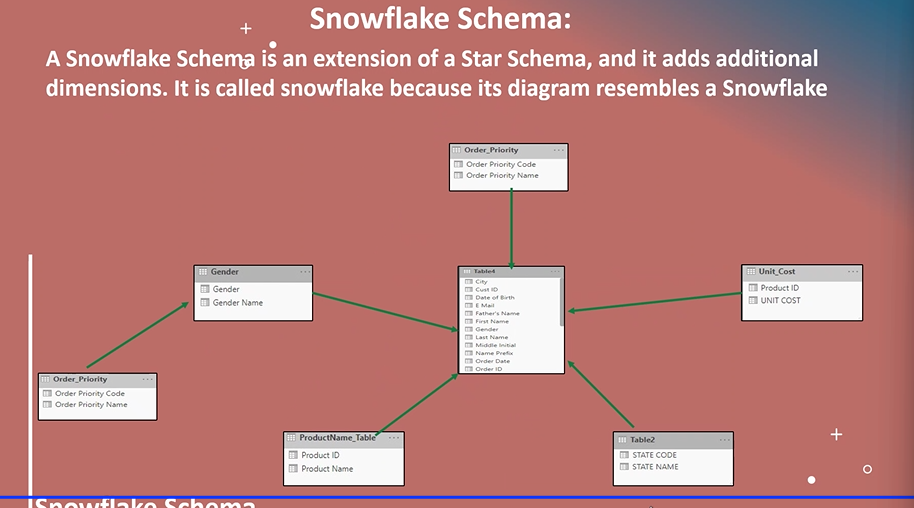 Snowflake Schema:
A Snowflake Schema is an extension of a Star Schema, and it adds additional
dimensions. It is called snowflake because its diagram resembles a Snowflake
Order_Priority
Order Priority Code
Order Priority Name
Gender
Gender
Gender Name
Table4
City
Cust ID
Date of Birth
E Mail
Father's Name
First Name
Gender
Last Name
Middle Initial
Name Prefix
Order Date
Order ID
Unit_Cost
Product ID
UNIT COST
Order_Priority
Order Priority Code
Order Priority Name
ProductName_Table
Product ID
Product Name
Table2
STATE CODE
STATE NAME
Snowflake Schema